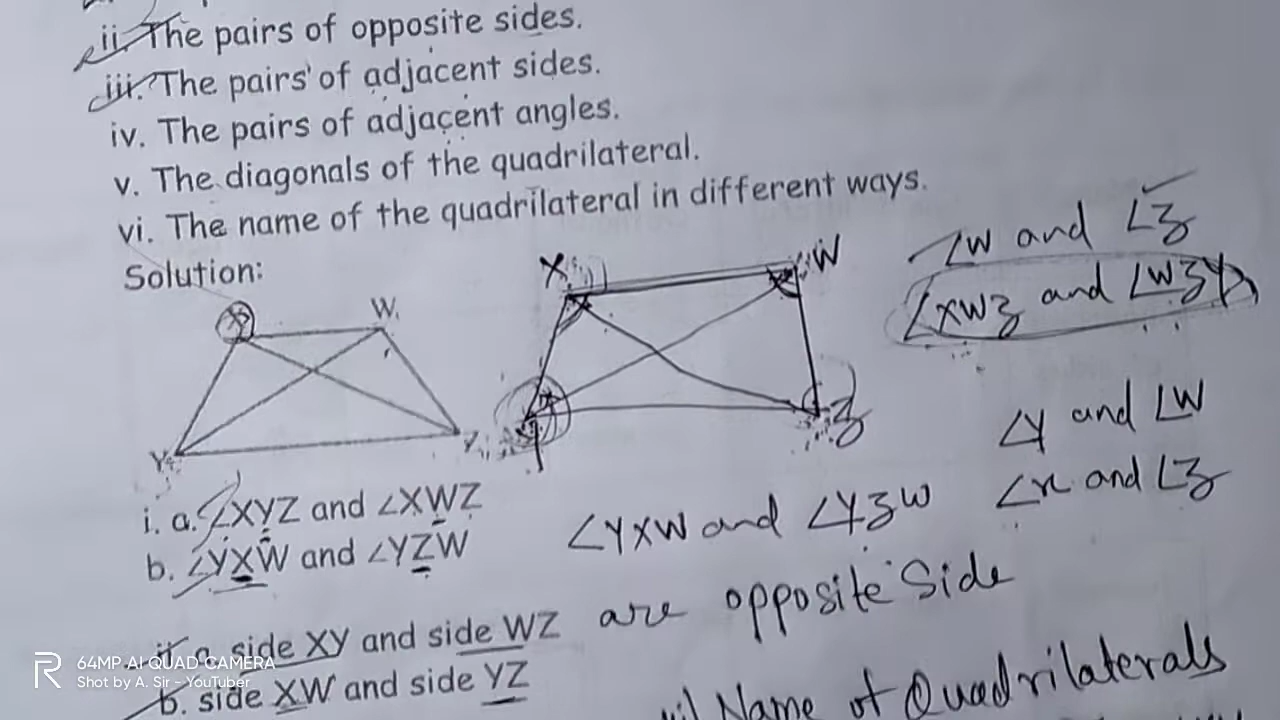 ii. The pairs of opposite sides.
iii. The pairs of adjacent sides.
iv. The pairs of adjacent angles.
v. The diagonals of the quadrilateral.
vi. The name of the quadrilateral in different ways.
Solution:
X W
∠W and ∠Z
∠XWZ and ∠WZY
W
Y Z
Z
∠Y and ∠W
∠x and ∠Z
i. a. ∠XYZ and ∠XWZ
b. ∠YXW and ∠YZW
∠YXW and ∠YZW
ii. a. side XY and side WZ are opposite Side
b. side XW and side YZ
Name of Quadrilaterals
64MP AI QUAD CAMERA
Shot by A. Sir - YouTuber